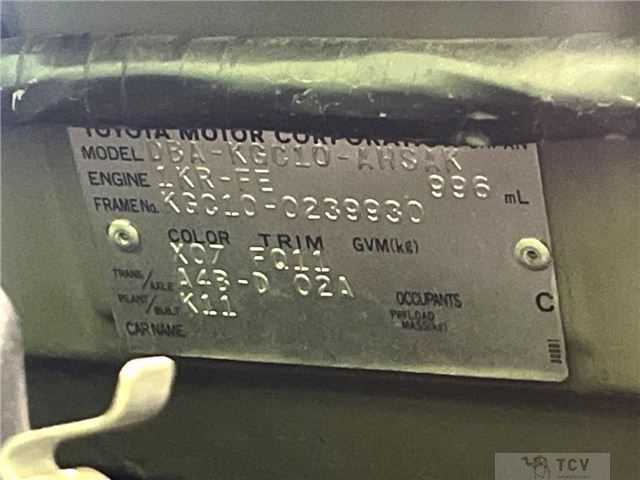 TOYOTA MOTOR CORPORATION JAPAN
MODEL DBA-KGC10-AHSAK
ENGINE 1KR-FE 996 mL
FRAME No. KGC10-0239930
COLOR TRIM GVM(kg)
X07 FQ11
TRANS/AXLE A4B-D 02A
PLANT/BUILT K11
OCCUPANTS
PAYLOAD MASS(kg)
C
CAR NAME
TCV